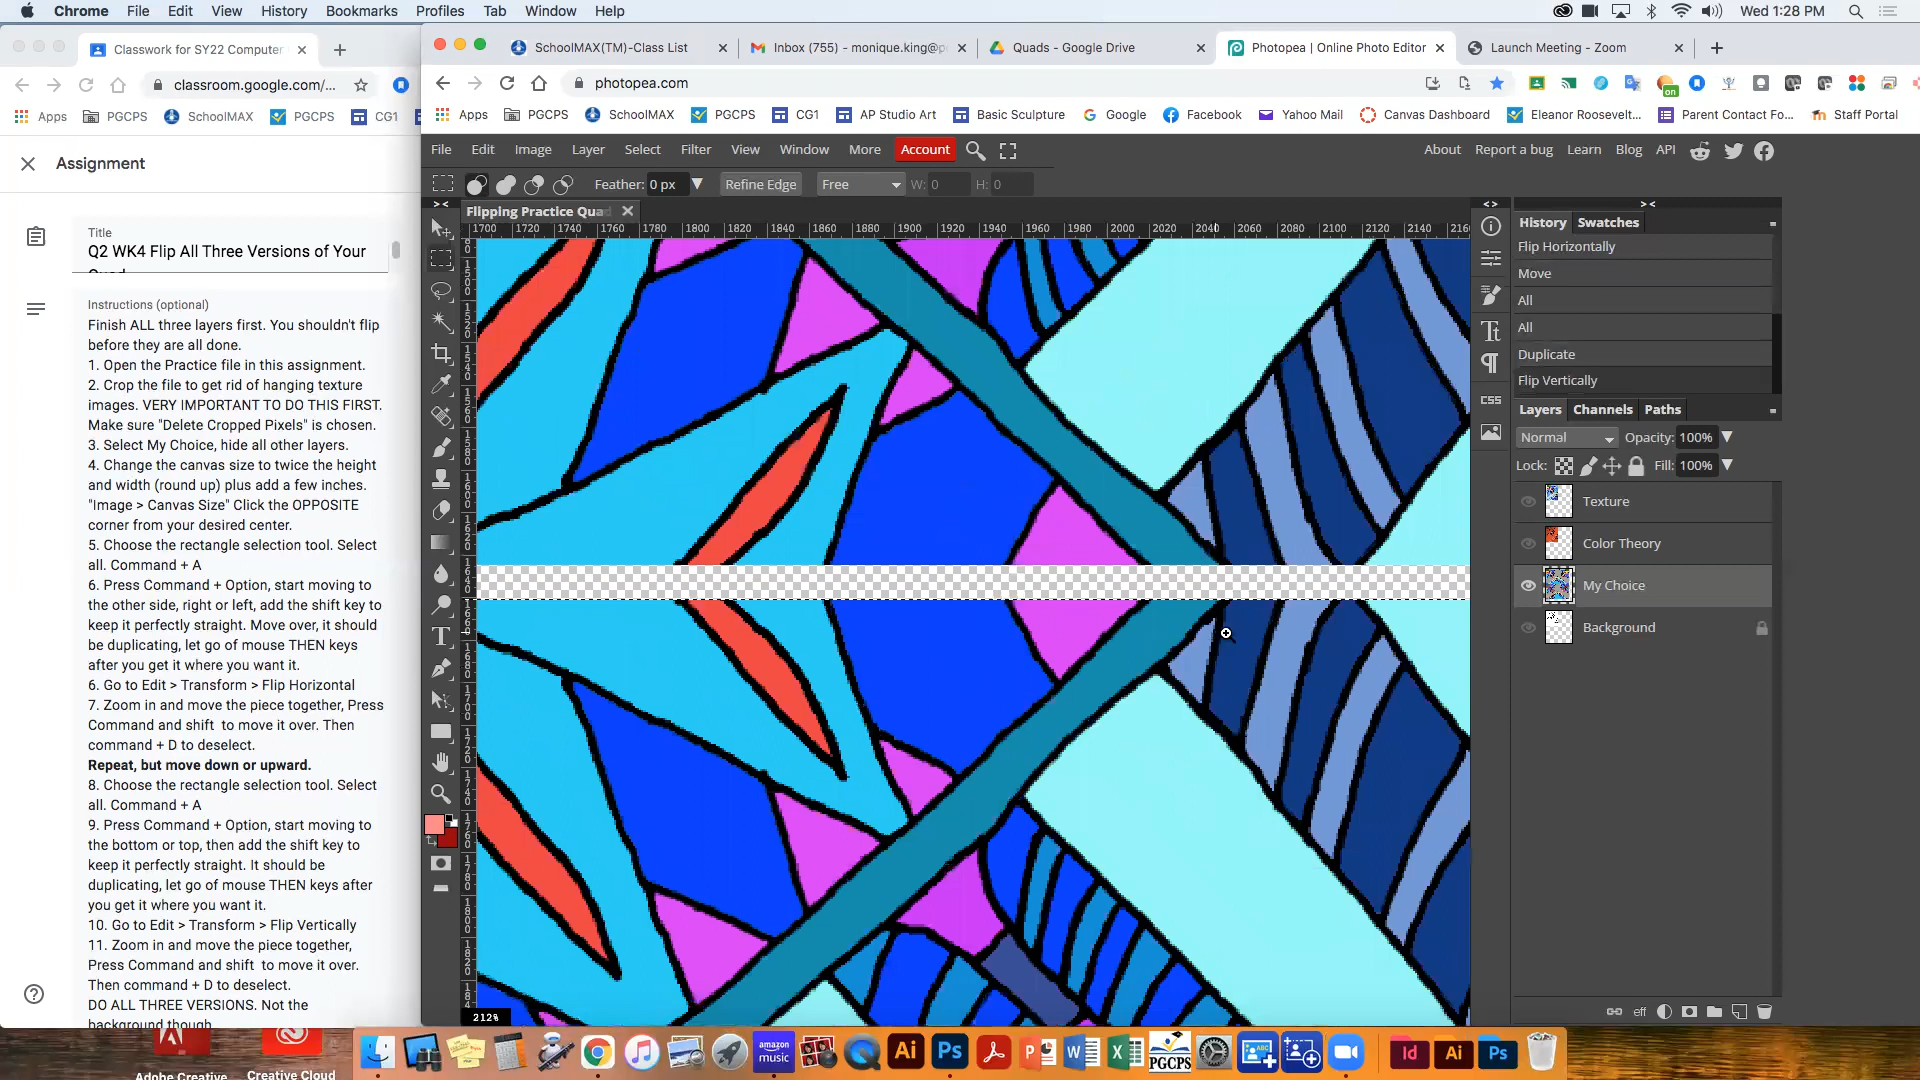 Chrome File Edit View History Bookmarks Profiles Tab Window Help Wed 1:28 PM
Classwork for SY22 Computer
SchoolMAX(TM)-Class List Inbox (755) - monique.king@p Quads - Google Drive Photopea | Online Photo Editor Launch Meeting - Zoom
classroom.google.com/...
photopea.com
Apps PGCPS SchoolMAX PGCPS CG1
Apps PGCPS SchoolMAX PGCPS CG1 AP Studio Art Basic Sculpture Google Facebook Yahoo Mail Canvas Dashboard Eleanor Roosevelt... Parent Contact Fo... Staff Portal
Assignment
File Edit Image Layer Select Filter View Window More Account About Report a bug Learn Blog API
Feather: 0 px Refine Edge Free W: 0 H: 0
Flipping Practice Quad
1700 1720 1740 1760 1780 1800 1820 1840 1860 1880 1900 1920 1940 1960 1980 2000 2020 2040 2060 2080 2100 2120 2140 216
Title
Q2 WK4 Flip All Three Versions of Your
Quad
Instructions (optional)
Finish ALL three layers first. You shouldn't flip
before they are all done.
1. Open the Practice file in this assignment.
2. Crop the file to get rid of hanging texture
images. VERY IMPORTANT TO DO THIS FIRST.
Make sure "Delete Cropped Pixels" is chosen.
3. Select My Choice, hide all other layers.
4. Change the canvas size to twice the height
and width (round up) plus add a few inches.
"Image > Canvas Size" Click the OPPOSITE
corner from your desired center.
5. Choose the rectangle selection tool. Select
all. Command + A
6. Press Command + Option, start moving to
the other side, right or left, add the shift key to
keep it perfectly straight. Move over, it should
be duplicating, let go of mouse THEN keys
after you get it where you want it.
6. Go to Edit > Transform > Flip Horizontal
7. Zoom in and move the piece together, Press
Command and shift to move it over. Then
command + D to deselect.
Repeat, but move down or upward.
8. Choose the rectangle selection tool. Select
all. Command + A
9. Press Command + Option, start moving to
the bottom or top, then add the shift key to
keep it perfectly straight. It should be
duplicating, let go of mouse THEN keys after
you get it where you want it.
10. Go to Edit > Transform > Flip Vertically
11. Zoom in and move the piece together,
Press Command and shift to move it over.
Then command + D to deselect.
DO ALL THREE VERSIONS. Not the
background though
History Swatches
Flip Horizontally
Move
All
All
Duplicate
Flip Vertically
Layers Channels Paths
Normal Opacity: 100%
Lock: Fill: 100%
Texture
Color Theory
My Choice
Background
CSS
eff
212%
Adobe Creative
Creative Cloud
amazon music
Ai Ps PGCPS Id Ai Ps